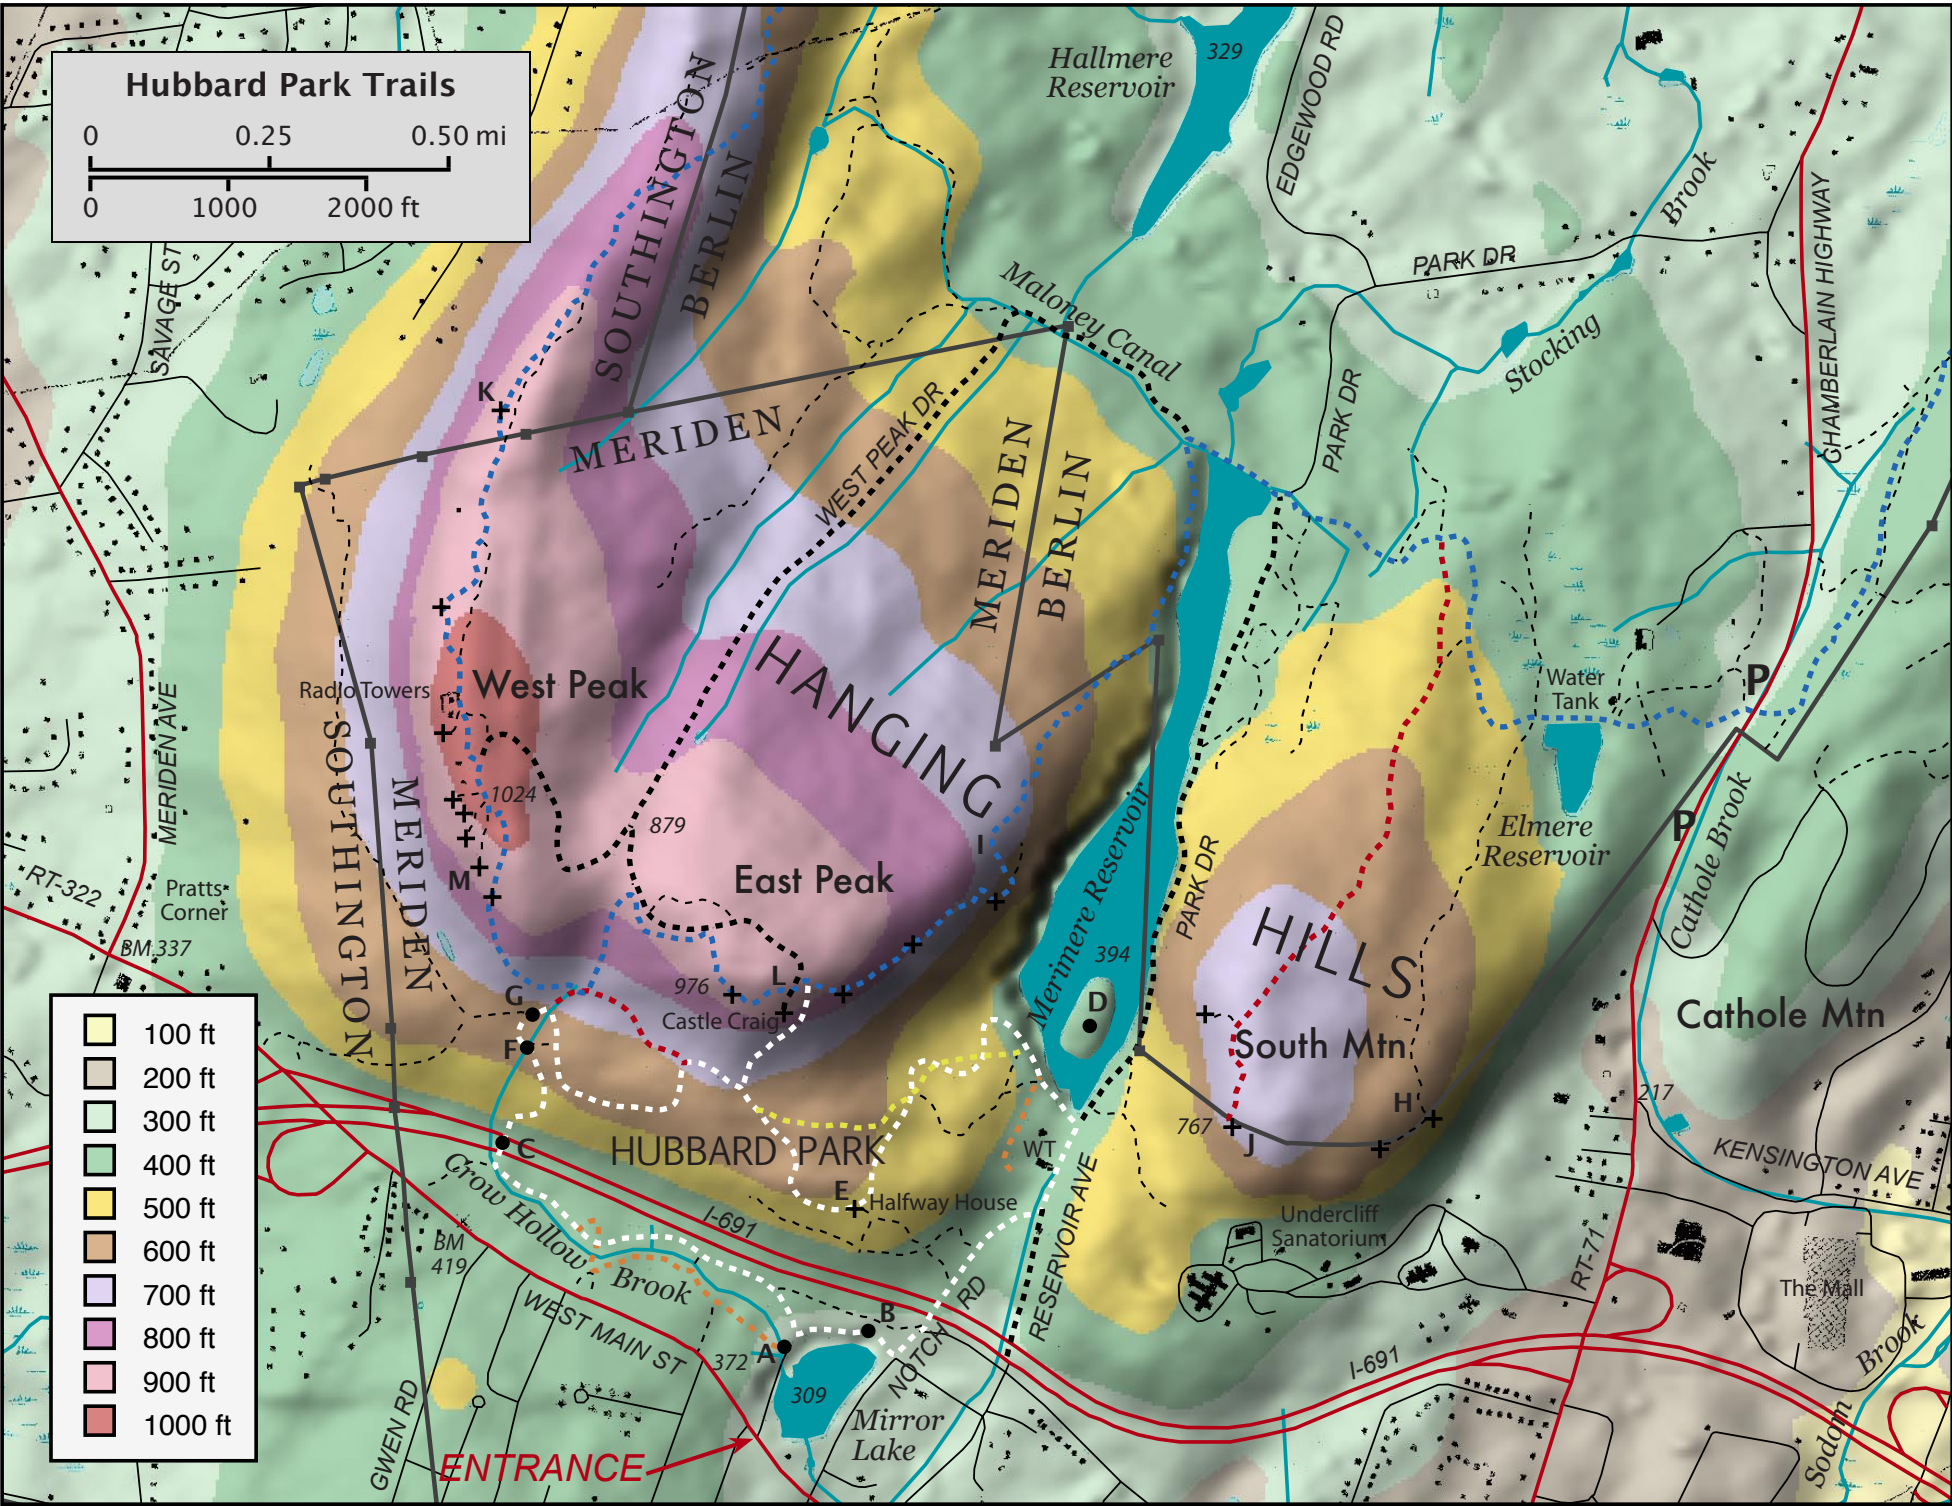 Hubbard Park Trails
0 0.25 0.50 mi
0 1000 2000 ft
Hallmere
Reservoir
329
EDGEWOOD RD
SOUTHINGTON
BERLIN
Brook
CHAMBERLAIN HIGHWAY
PARK DR
SAVAGE ST
Maloney Canal
Stocking
K
MERIDEN
WEST PEAK DR
MERIDEN
BERLIN
PARK DR
HANGING
Radio Towers
West Peak
Water
Tank
P
MERIDEN AVE
SOUTHINGTON
MERIDEN
1024
879
I
Merimere Reservoir
PARK DR
Elmere
Reservoir
P
Cathole Brook
RT-322
Pratts
Corner
M
East Peak
HILLS
BM 337
394
976
L
G
D
Castle Craig
South Mtn
Cathole Mtn
F
767
H
217
J
HUBBARD PARK
C
WT
KENSINGTON AVE
E
Halfway House
Crow Hollow
Brook
I-691
RESERVOIR AVE
Undercliff
Sanatorium
BM
419
RT-71
The Mall
WEST MAIN ST
B
NOTCH RD
A
372
309
I-691
Brook
Sodom
Mirror
Lake
GWEN RD
ENTRANCE
100 ft
200 ft
300 ft
400 ft
500 ft
600 ft
700 ft
800 ft
900 ft
1000 ft